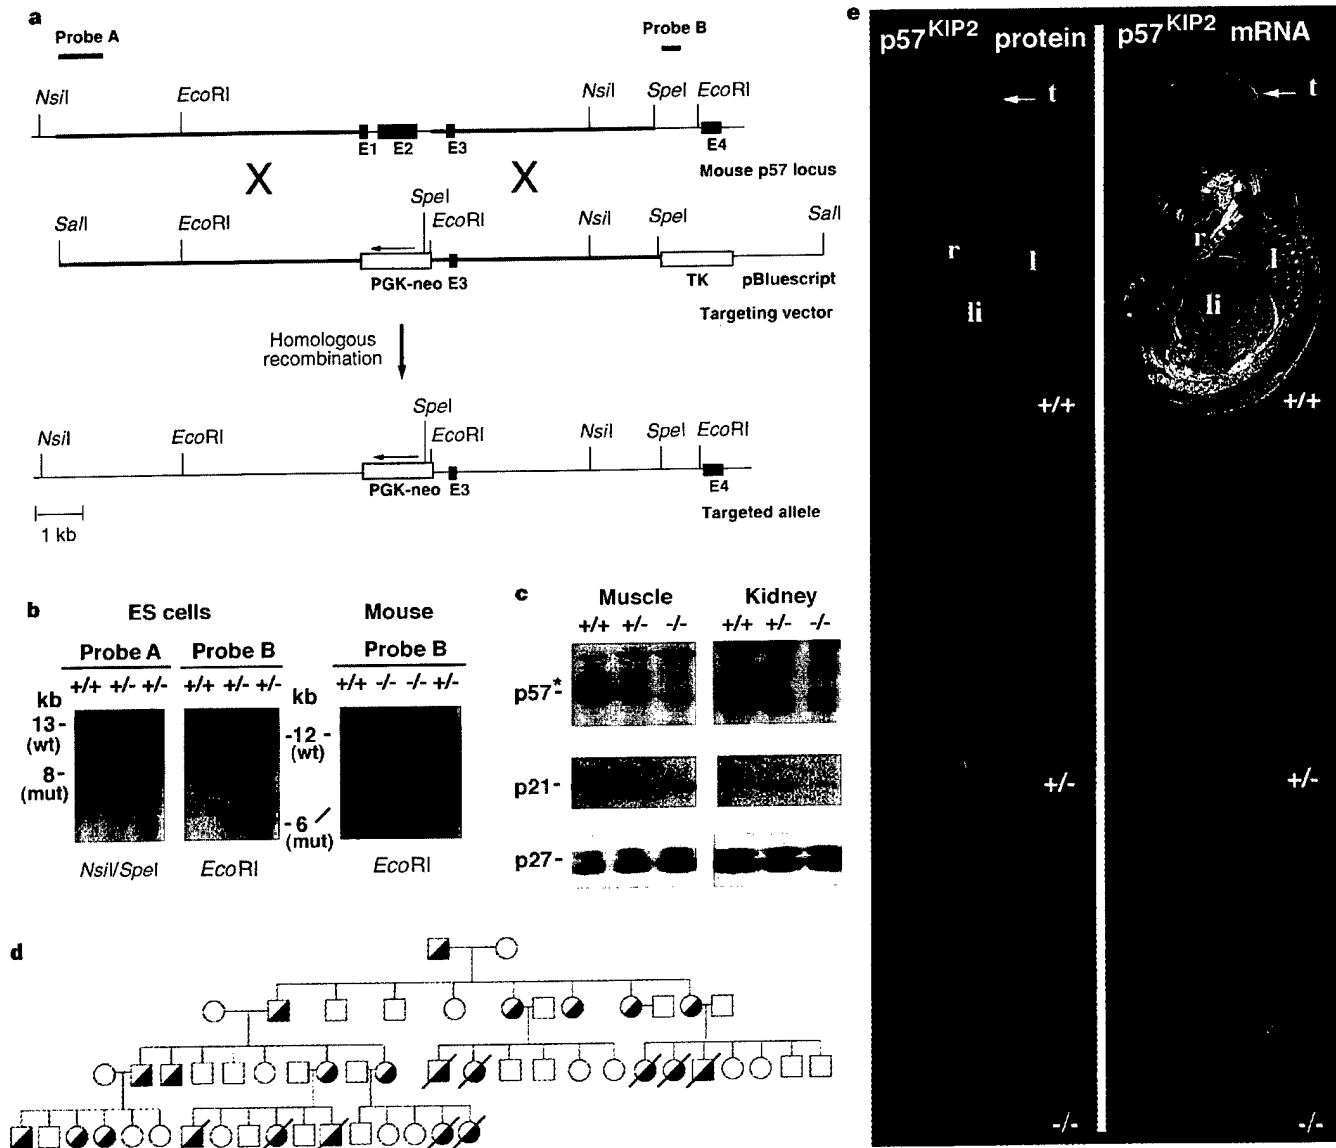 a
Probe A
Probe B
NsiI
EcoRI
NsiI
SpeI
EcoRI
E1
E2
E3
E4
Mouse p57 locus
X
X
SalI
EcoRI
SpeI
EcoRI
NsiI
SpeI
SalI
PGK-neo
E3
TK
pBluescript
Targeting vector
Homologous
recombination
NsiI
EcoRI
SpeI
EcoRI
NsiI
SpeI
EcoRI
PGK-neo
E3
E4
Targeted allele
1 kb
b
ES cells
Mouse
Probe A
Probe B
Probe B
+/+ +/- +/-
+/+ +/- +/-
+/+ -/- -/- +/-
kb
13-
(wt)
8-
(mut)
kb
-12 -
(wt)
-6
(mut)
NsiI/SpeI
EcoRI
EcoRI
c
Muscle
Kidney
+/+ +/- -/-
+/+ +/- -/-
p57*-
p21-
p27-
d
e
p57KIP2 protein
p57KIP2 mRNA
t
t
r
l
li
r
l
li
+/+
+/+
+/-
+/-
-/-
-/-